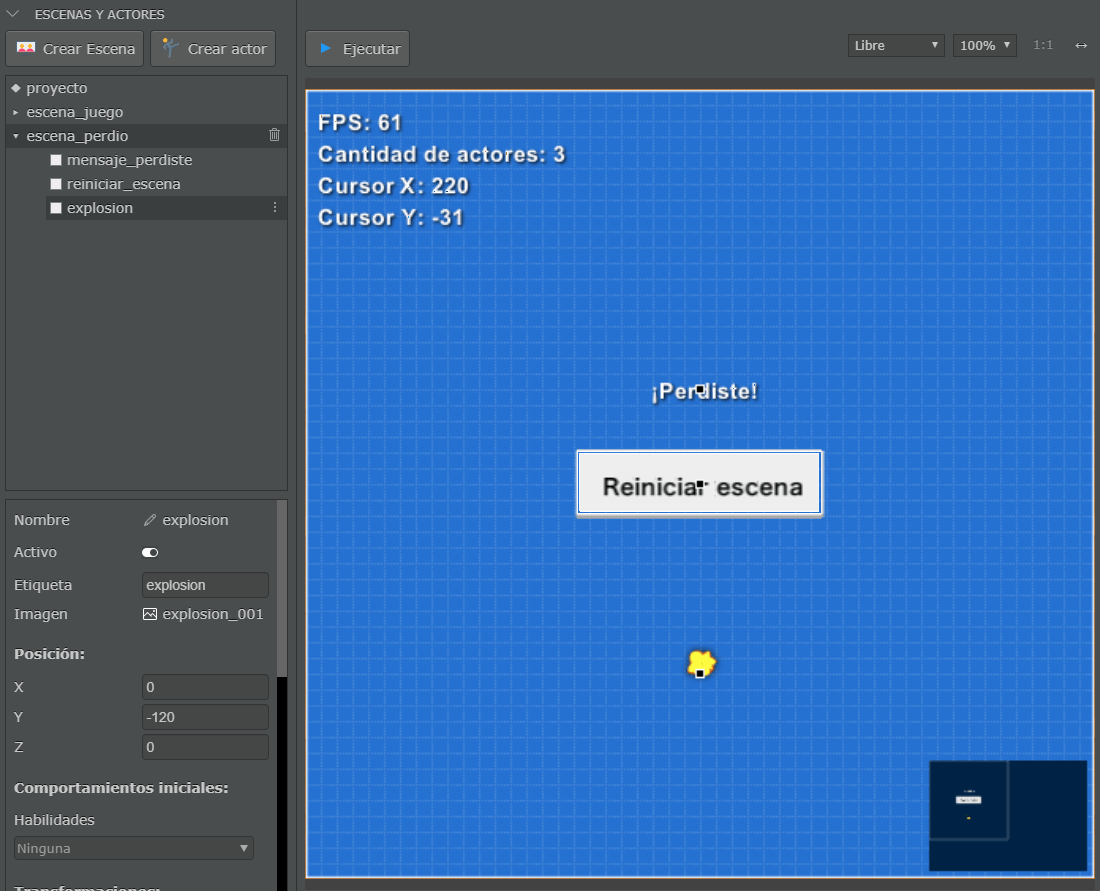 ESCENAS Y ACTORES
Crear Escena
Crear actor
proyecto
escena_juego
escena_perdio
mensaje_perdiste
reiniciar_escena
explosion
Nombre explosion
Activo
Etiqueta explosion
Imagen explosion_001
Posición:
X 0
Y -120
Z 0
Comportamientos iniciales:
Habilidades
Ninguna
Transformaciones:
Ejecutar
Libre
100%
1:1
FPS: 61
Cantidad de actores: 3
Cursor X: 220
Cursor Y: -31
¡Perdiste!
Reiniciar escena